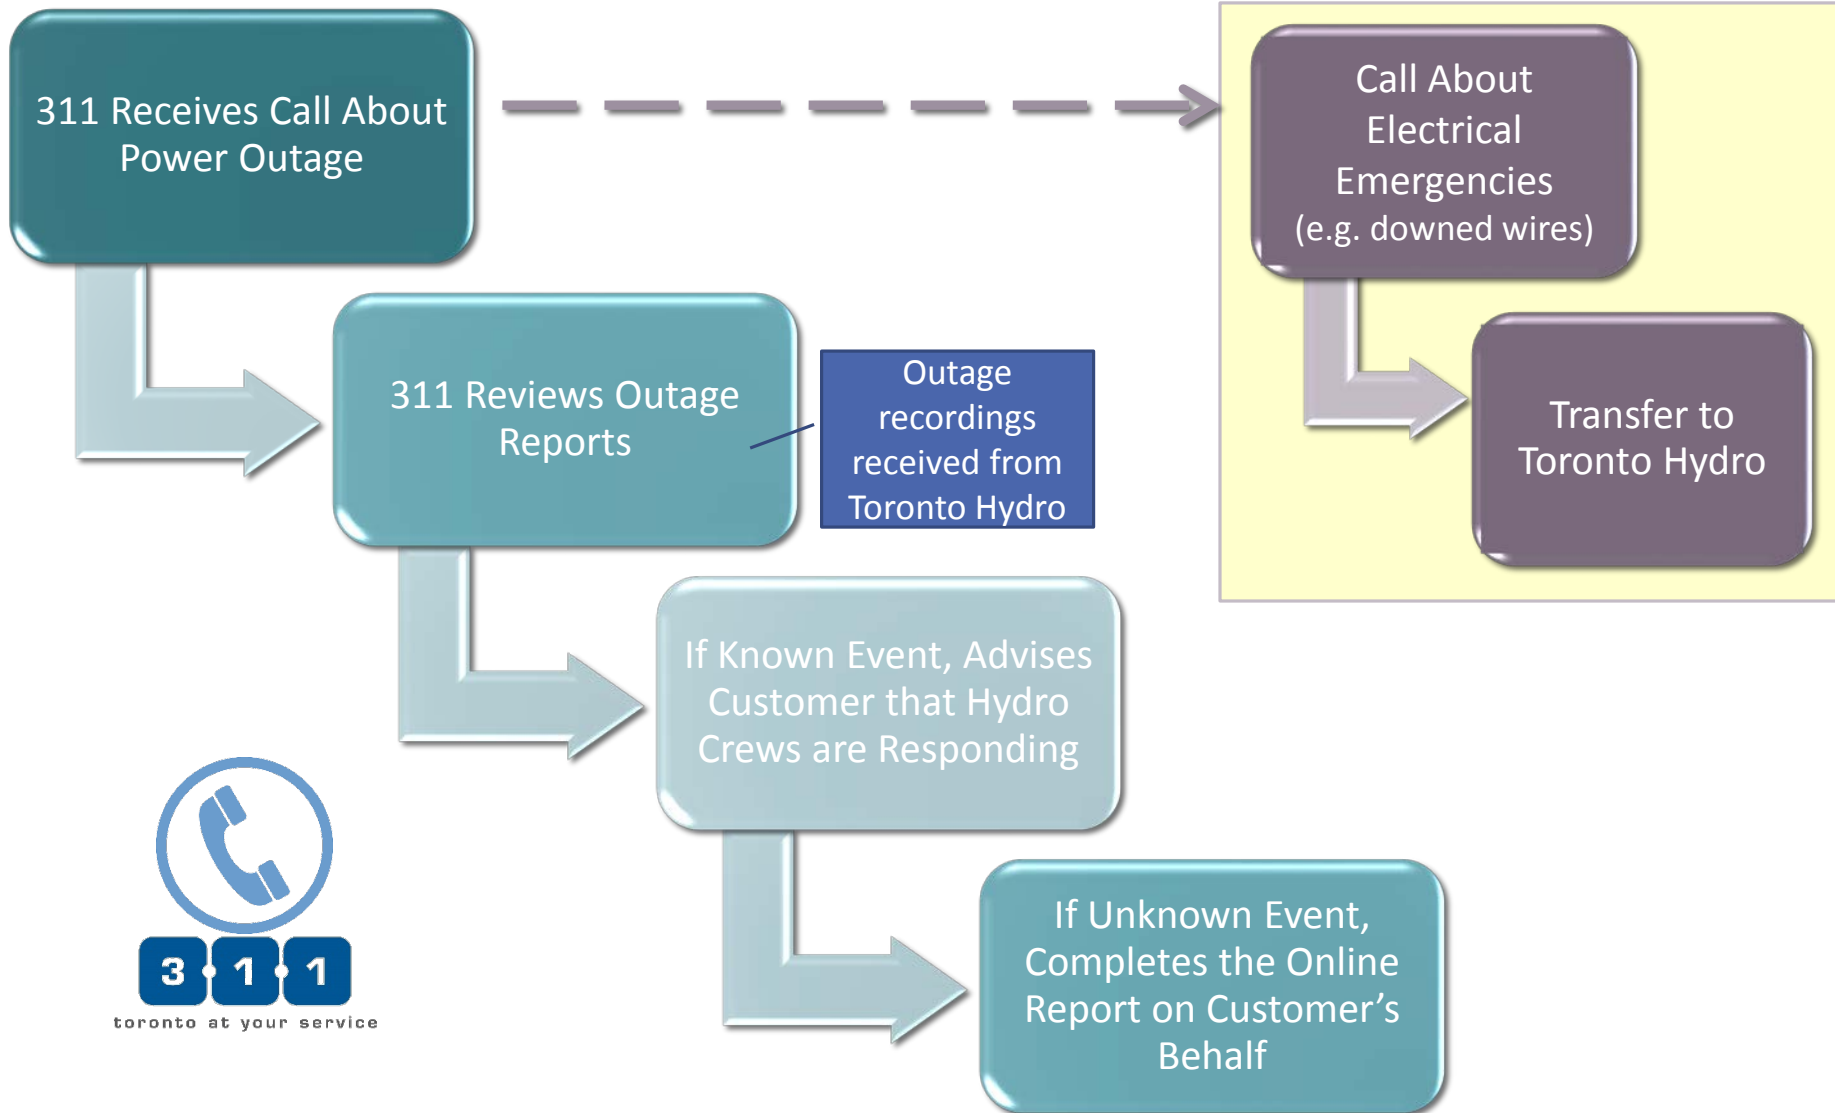 311 Receives Call About
Power Outage
Call About
Electrical
Emergencies
(e.g. downed wires)
311 Reviews Outage
Reports
Outage
recordings
received from
Toronto Hydro
Transfer to
Toronto Hydro
If Known Event, Advises
Customer that Hydro
Crews are Responding
If Unknown Event,
Completes the Online
Report on Customer’s
Behalf
3 1 1
toronto at your service